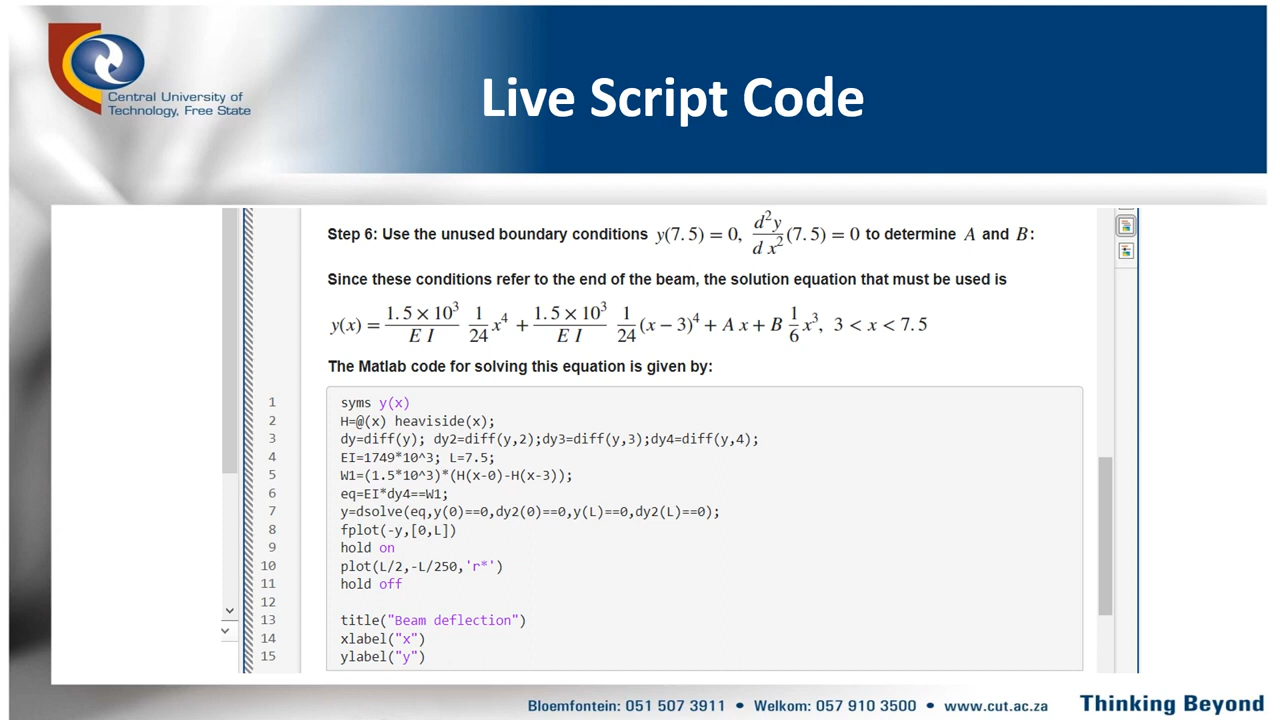 Central University of
Technology, Free State
Live Script Code
Step 6: Use the unused boundary conditions y(7.5) = 0, d²y/dx² (7.5) = 0 to determine A and B:
Since these conditions refer to the end of the beam, the solution equation that must be used is
y(x) = 1.5 × 10³/E I 1/24 x⁴ + 1.5 × 10³/E I 1/24 (x − 3)⁴ + A x + B 1/6 x³, 3 < x < 7.5
The Matlab code for solving this equation is given by:
1 syms y(x)
2 H=@(x) heaviside(x);
3 dy=diff(y); dy2=diff(y,2);dy3=diff(y,3);dy4=diff(y,4);
4 EI=1749*10^3; L=7.5;
5 W1=(1.5*10^3)*(H(x-0)-H(x-3));
6 eq=EI*dy4==W1;
7 y=dsolve(eq,y(0)==0,dy2(0)==0,y(L)==0,dy2(L)==0);
8 fplot(-y,[0,L])
9 hold on
10 plot(L/2,-L/250,'r*')
11 hold off
12
13 title("Beam deflection")
14 xlabel("x")
15 ylabel("y")
Bloemfontein: 051 507 3911 • Welkom: 057 910 3500 • www.cut.ac.za
Thinking Beyond